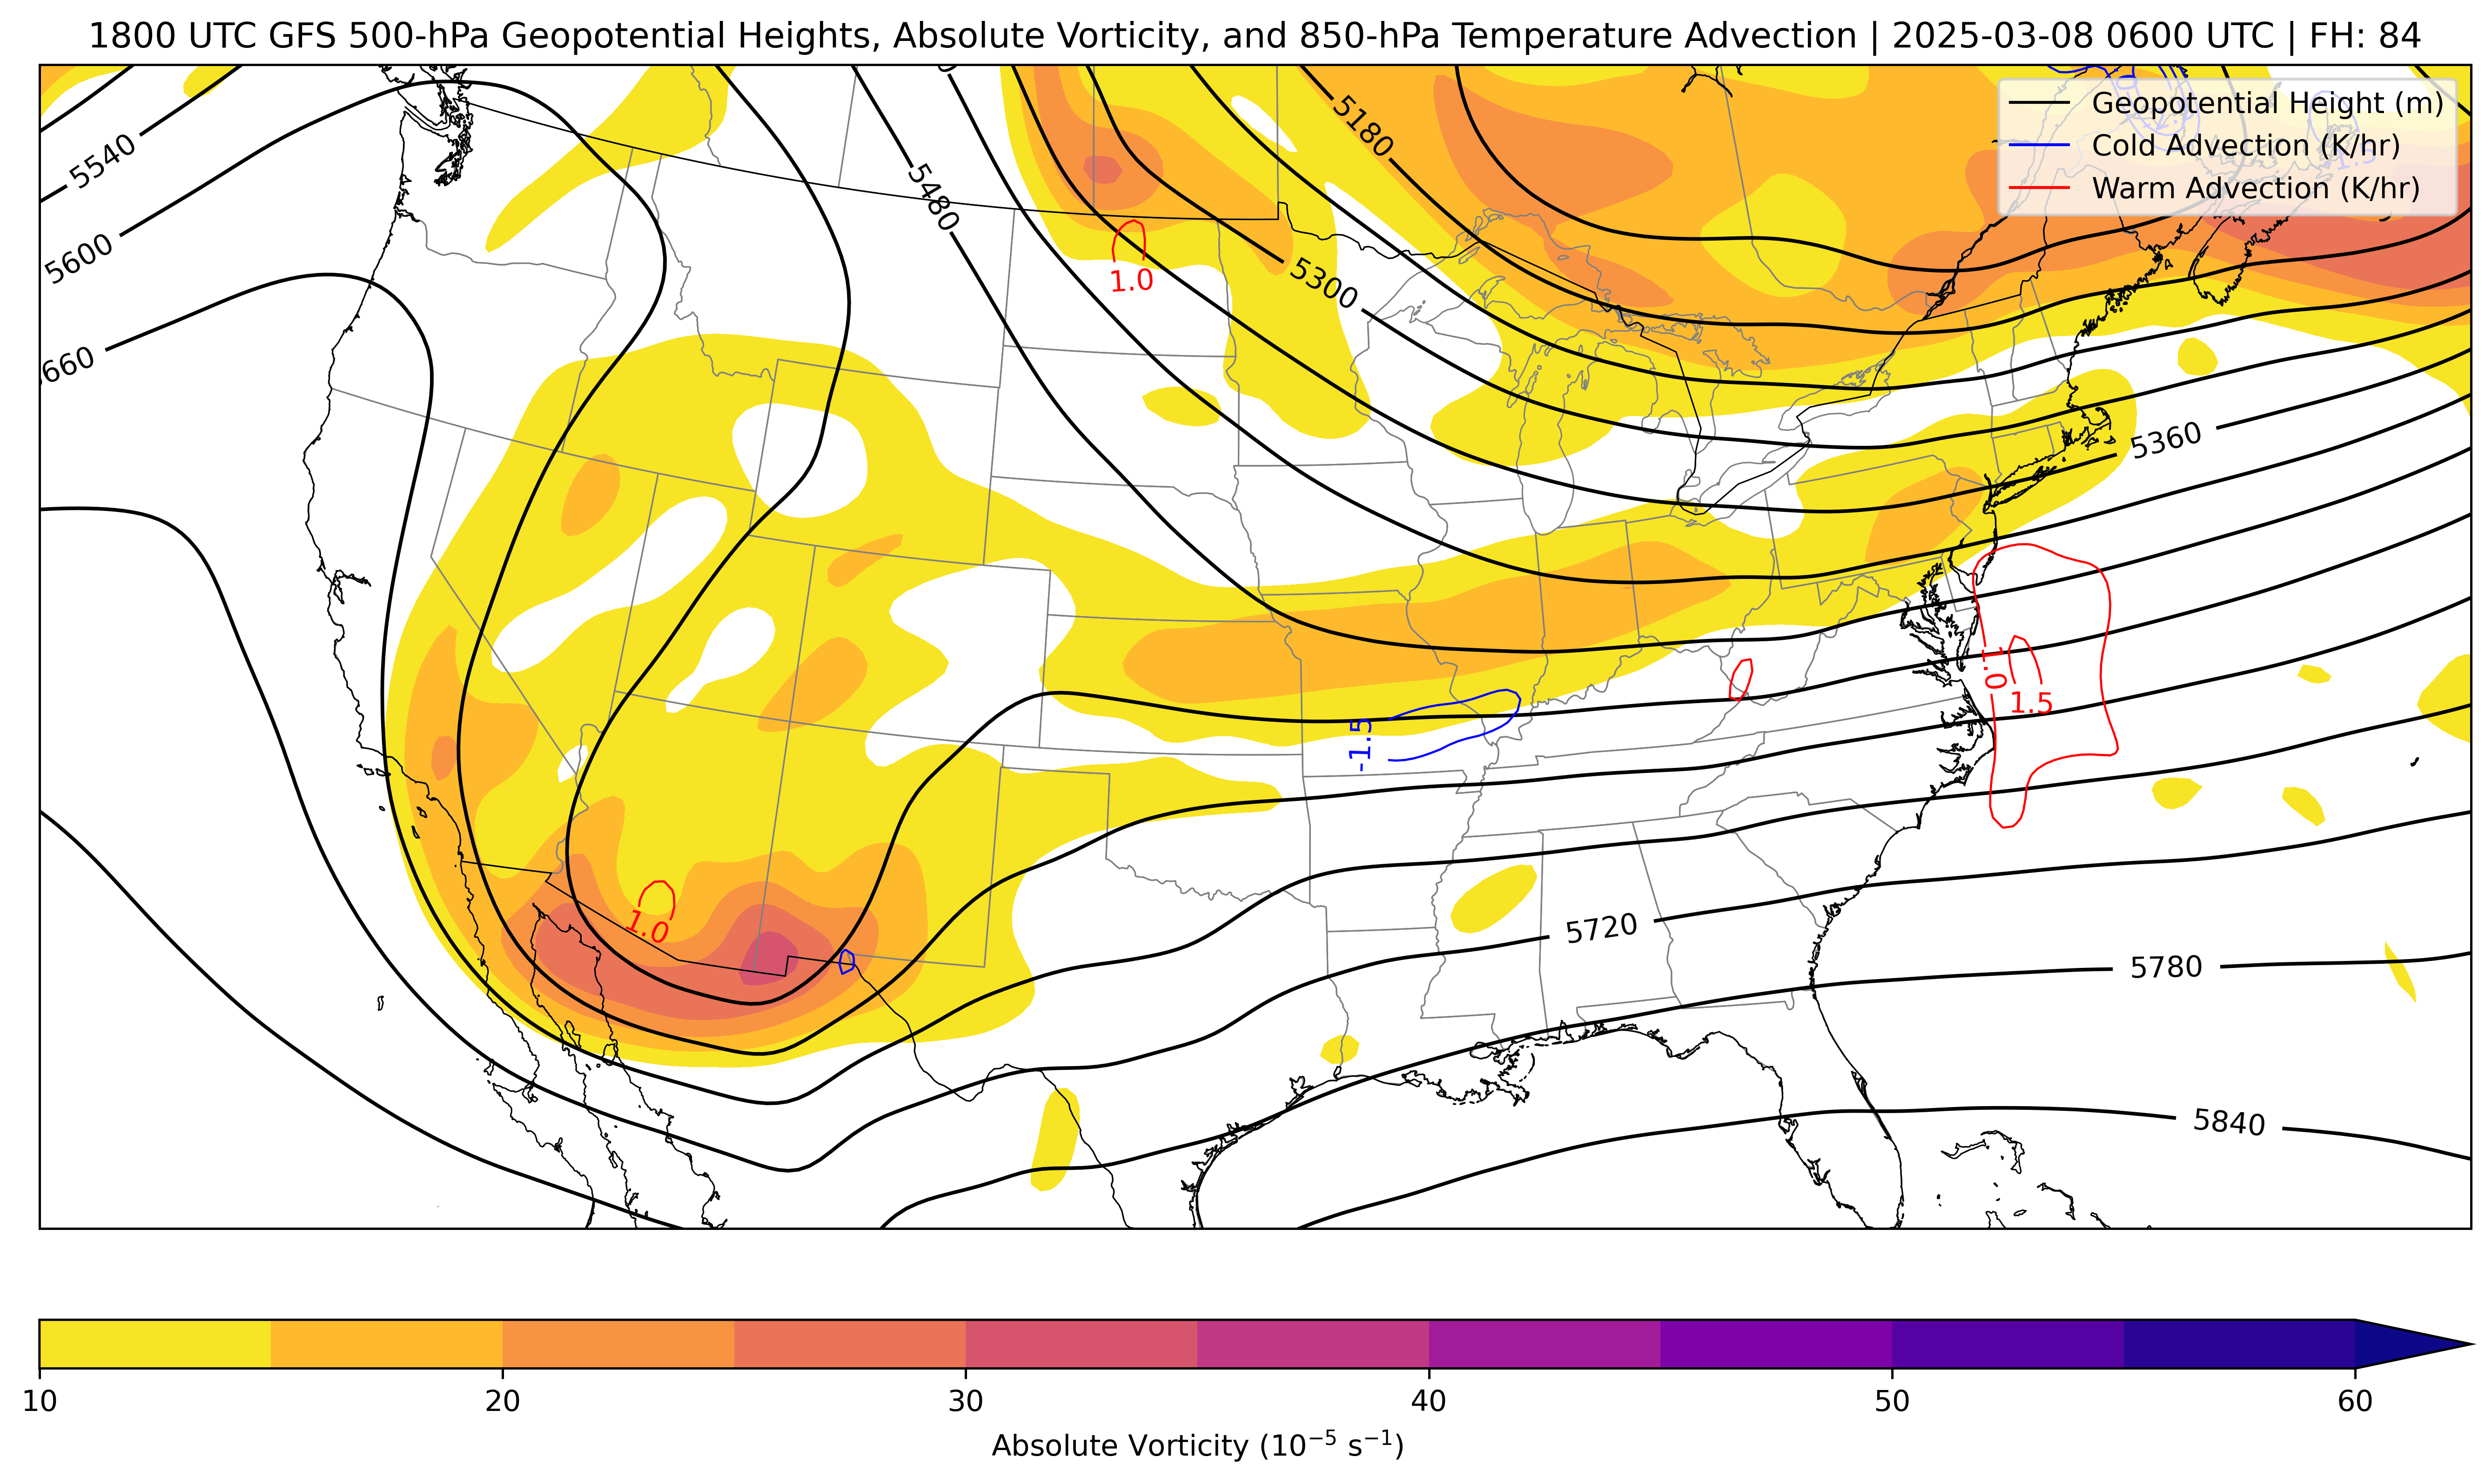 1800 UTC GFS 500-hPa Geopotential Heights, Absolute Vorticity, and 850-hPa Temperature Advection | 2025-03-08 0600 UTC | FH: 84
Geopotential Height (m)
Cold Advection (K/hr)
Warm Advection (K/hr)
5180
5540
1.5
5480
5600
1.0
5300
660
5360
1.0
1.5
-1.5
1.0
5720
5780
5840
10 20 30 40 50 60
Absolute Vorticity (10⁻⁵ s⁻¹)